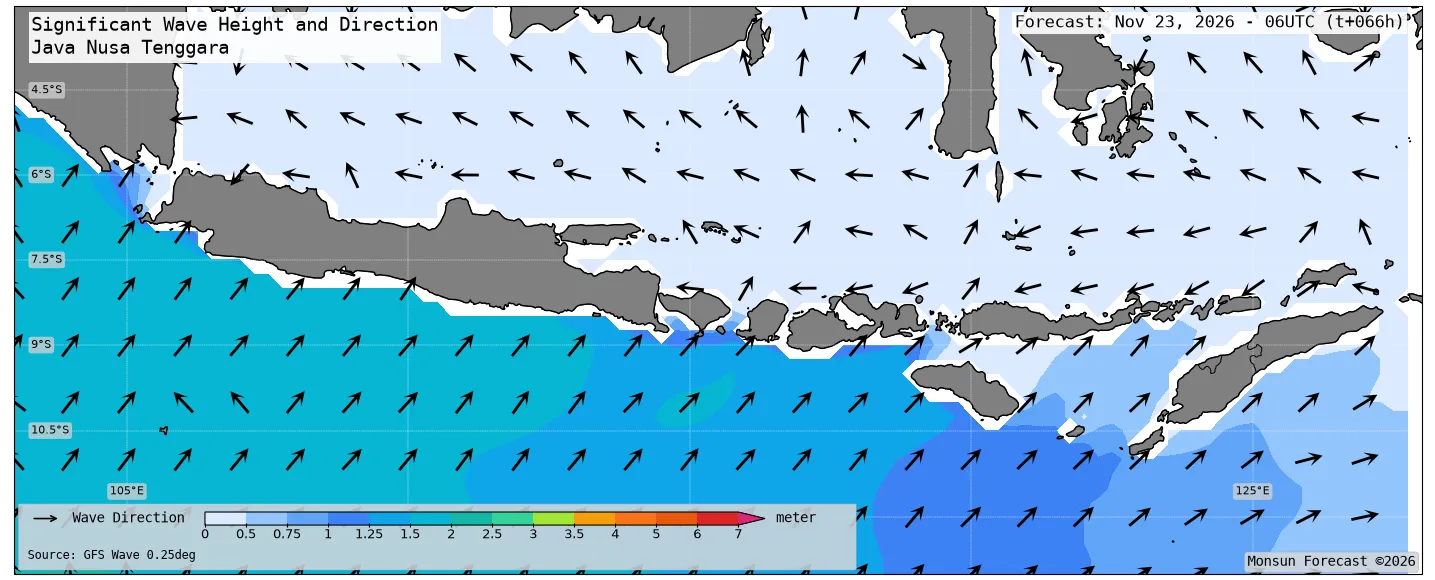 Significant Wave Height and Direction
Java Nusa Tenggara
Forecast: Nov 23, 2026 - 06UTC (t+066h)
4.5°S
6°S
7.5°S
9°S
10.5°S
105°E
125°E
Wave Direction
0 0.5 0.75 1 1.25 1.5 2 2.5 3 3.5 4 5 6 7
meter
Source: GFS Wave 0.25deg
Monsun Forecast ©2026